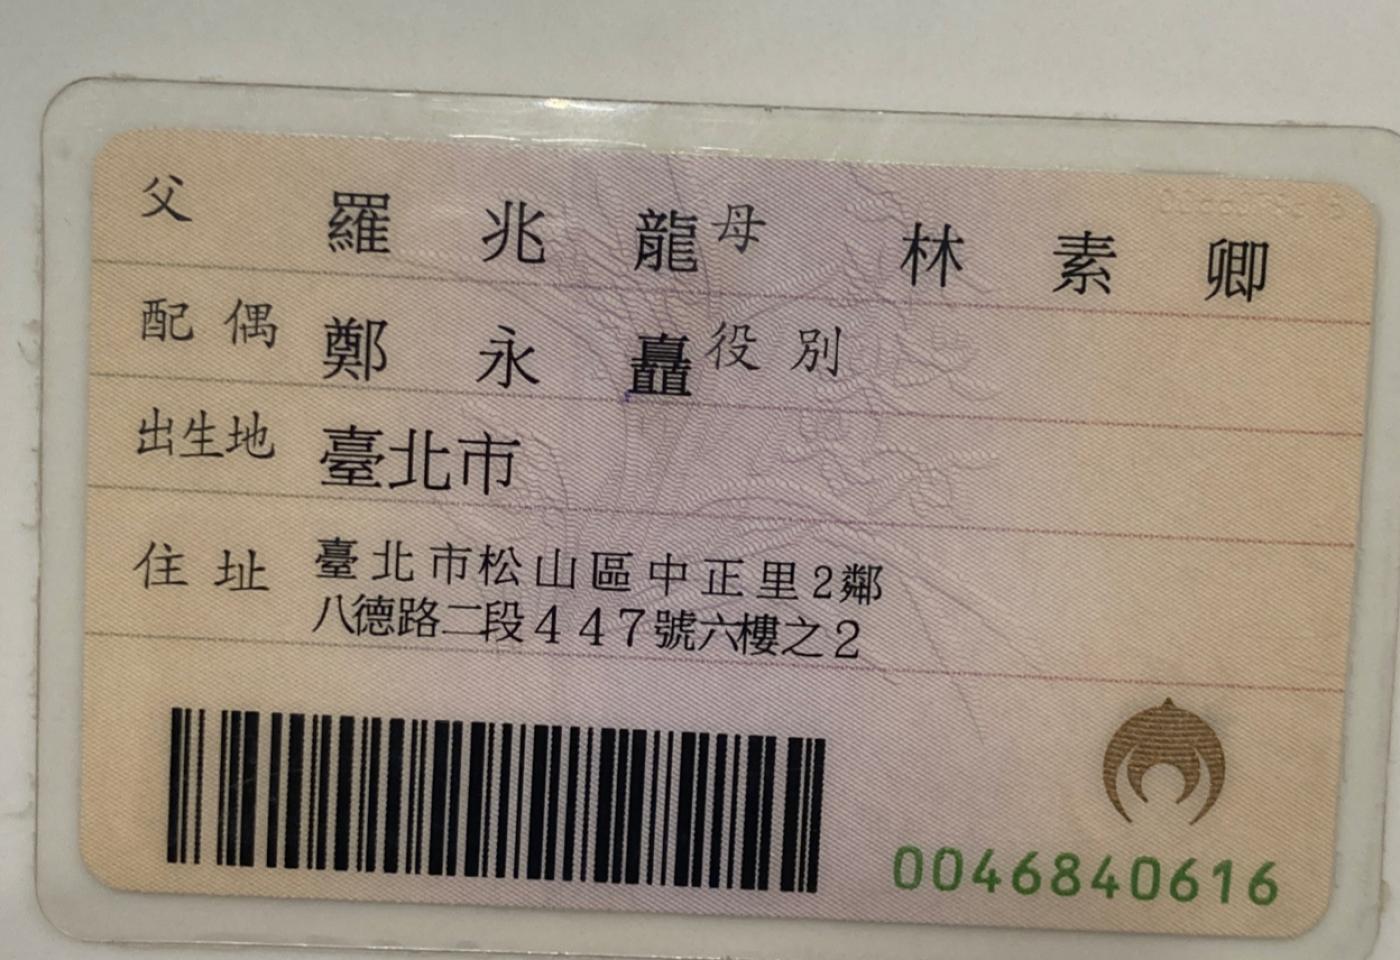 父 羅兆龍 母 林素卿
配偶 鄭永矗 役別
出生地 臺北市
住址 臺北市松山區中正里2鄰
八德路二段447號六樓之2
0046840616